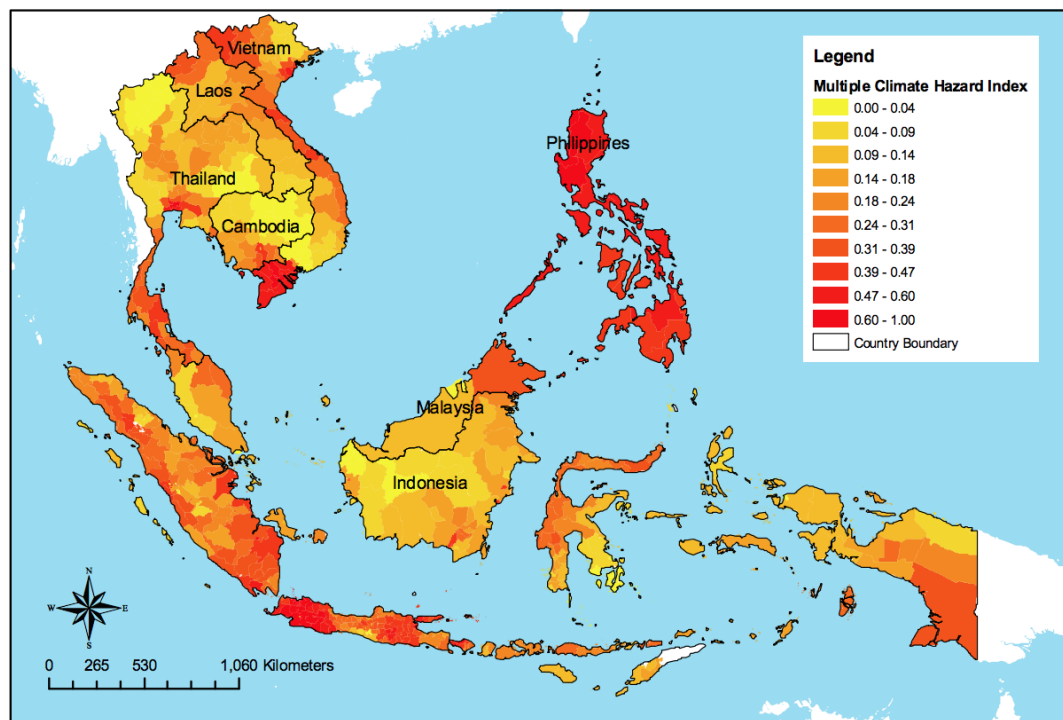 Vietnam
Laos
Thailand
Cambodia
Philippines
Malaysia
Indonesia
Legend
Multiple Climate Hazard Index
0.00 - 0.04
0.04 - 0.09
0.09 - 0.14
0.14 - 0.18
0.18 - 0.24
0.24 - 0.31
0.31 - 0.39
0.39 - 0.47
0.47 - 0.60
0.60 - 1.00
Country Boundary
N
W E
S
0 265 530 1,060 Kilometers